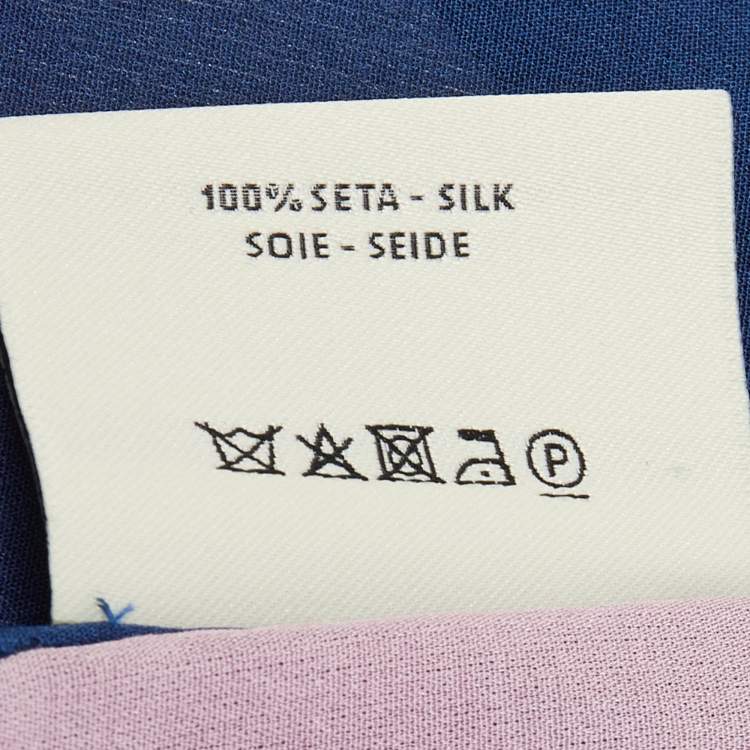 100% SETA - SILK
SOIE - SEIDE
P